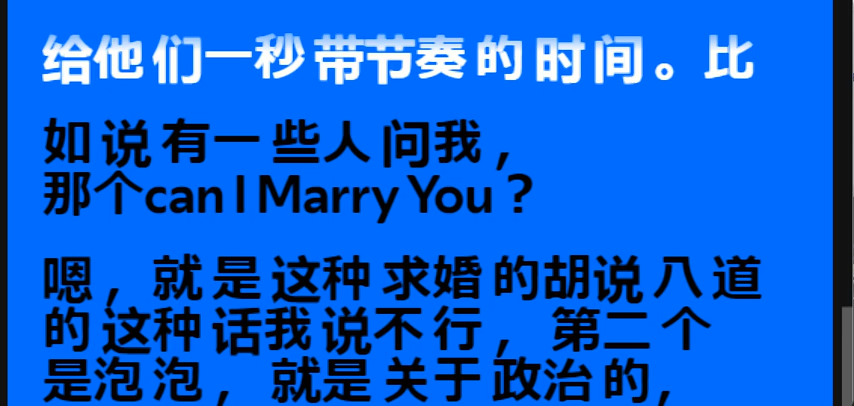 给他们一秒带节奏的时间。比
如说有一些人问我，
那个can I Marry You？
嗯，就是这种求婚的胡说八道
的这种话我说不行，第二个
是泡泡，就是关于政治的，